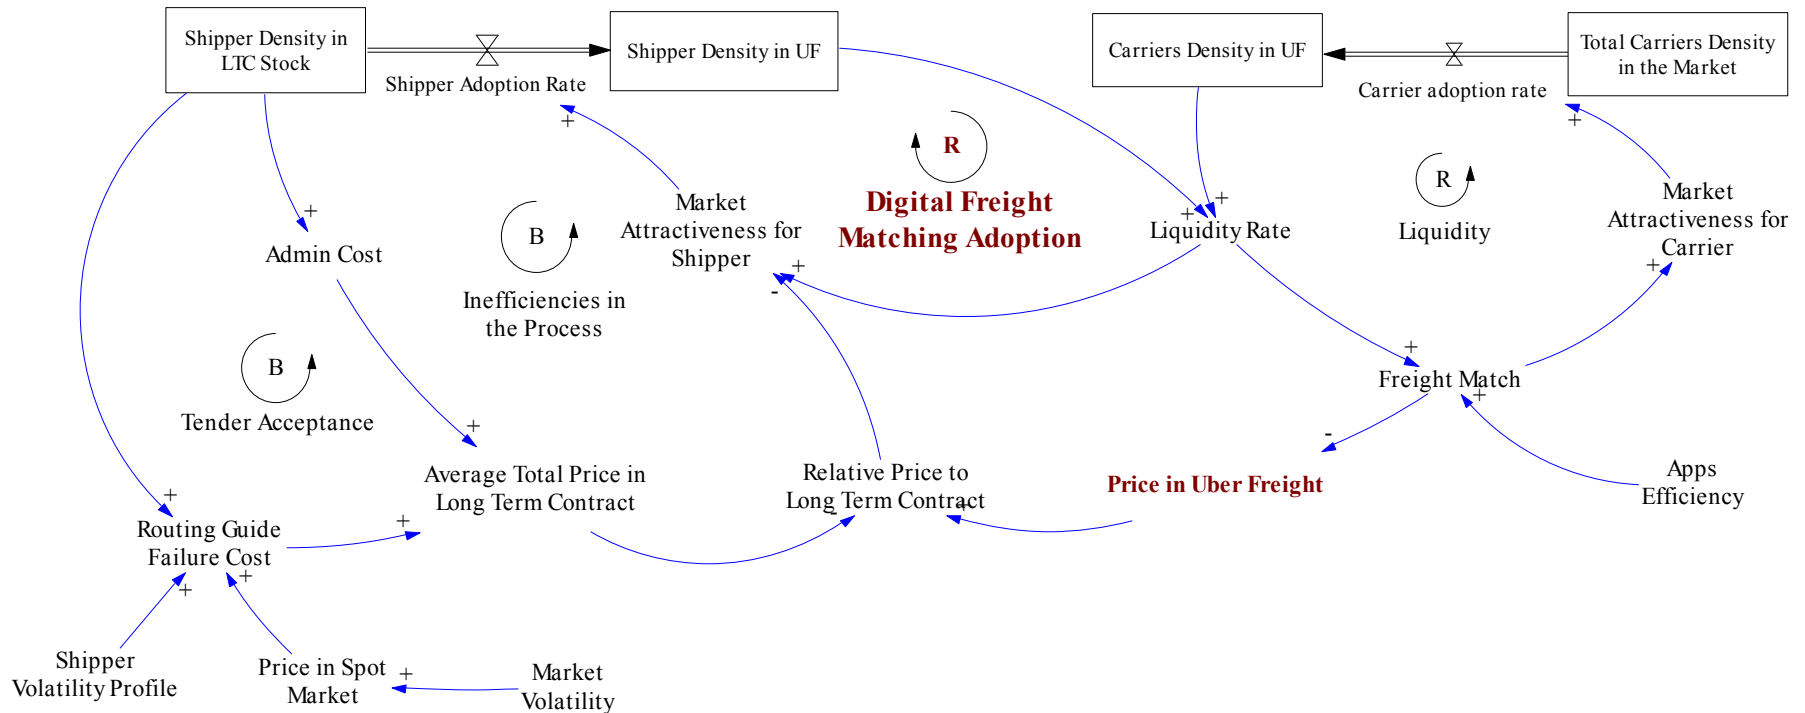 Shipper Density in
LTC Stock
Shipper Adoption Rate
Shipper Density in UF
Carriers Density in UF
Carrier adoption rate
Total Carriers Density
in the Market
+
+
R
Digital Freight
Matching Adoption
R
Liquidity
Market
Attractiveness for
Shipper
+
-
Market
Attractiveness for
Carrier
+
+
+
Liquidity Rate
+
Admin Cost
B
Inefficiencies in
the Process
B
Tender Acceptance
+
Freight Match
+
-
+
Average Total Price in
Long Term Contract
+
Relative Price to
Long Term Contract
-
+
Price in Uber Freight
Apps
Efficiency
+
Routing Guide
Failure Cost
+
+
Shipper
Volatility Profile
Price in Spot
Market
+
Market
Volatility